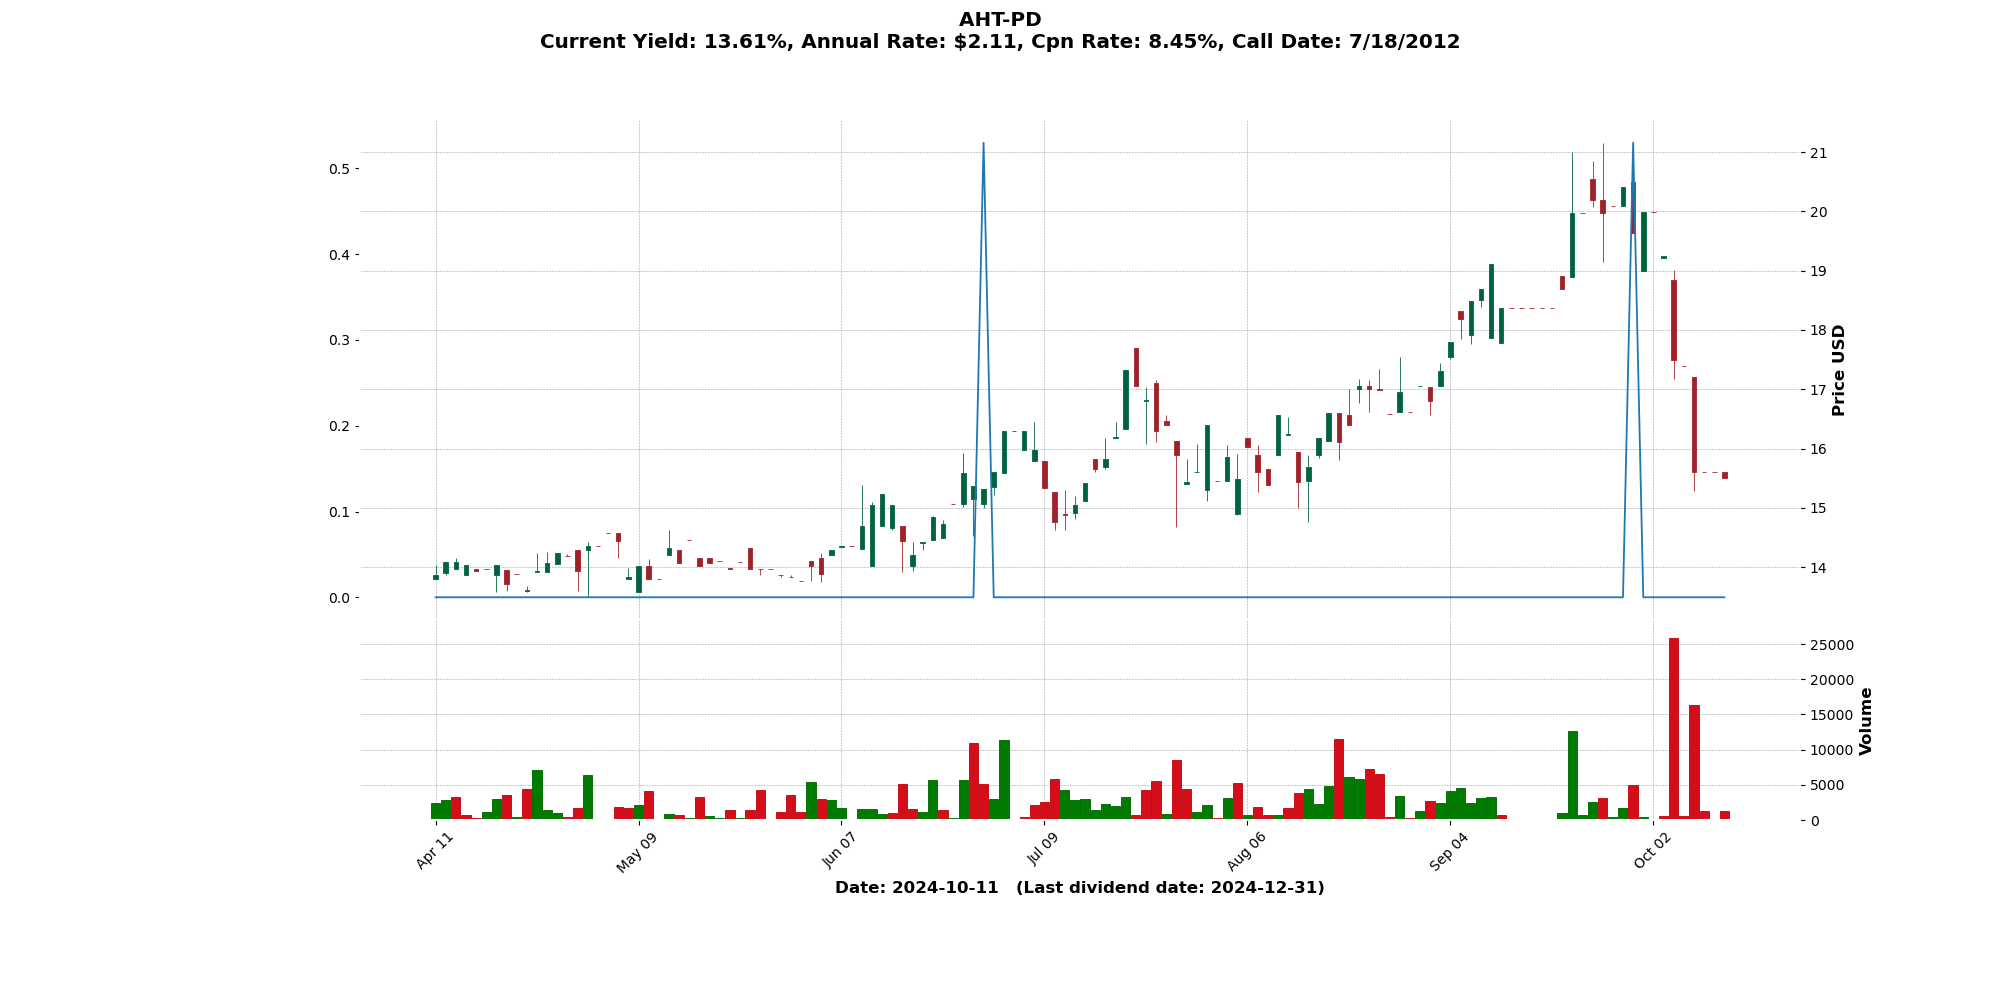 AHT-PD
Current Yield: 13.61%, Annual Rate: $2.11, Cpn Rate: 8.45%, Call Date: 7/18/2012
0.5
0.4
0.3
0.2
0.1
0.0
21
20
19
18
17
16
15
14
Price USD
25000
20000
15000
10000
5000
0
Volume
Apr 11
May 09
Jun 07
Jul 09
Aug 06
Sep 04
Oct 02
Date: 2024-10-11 (Last dividend date: 2024-12-31)